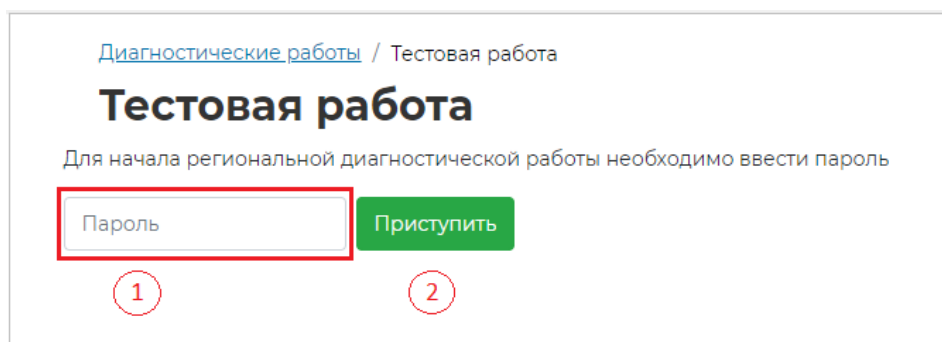 Диагностические работы / Тестовая работа
Тестовая работа
Для начала региональной диагностической работы необходимо ввести пароль
Пароль Приступить
1 2